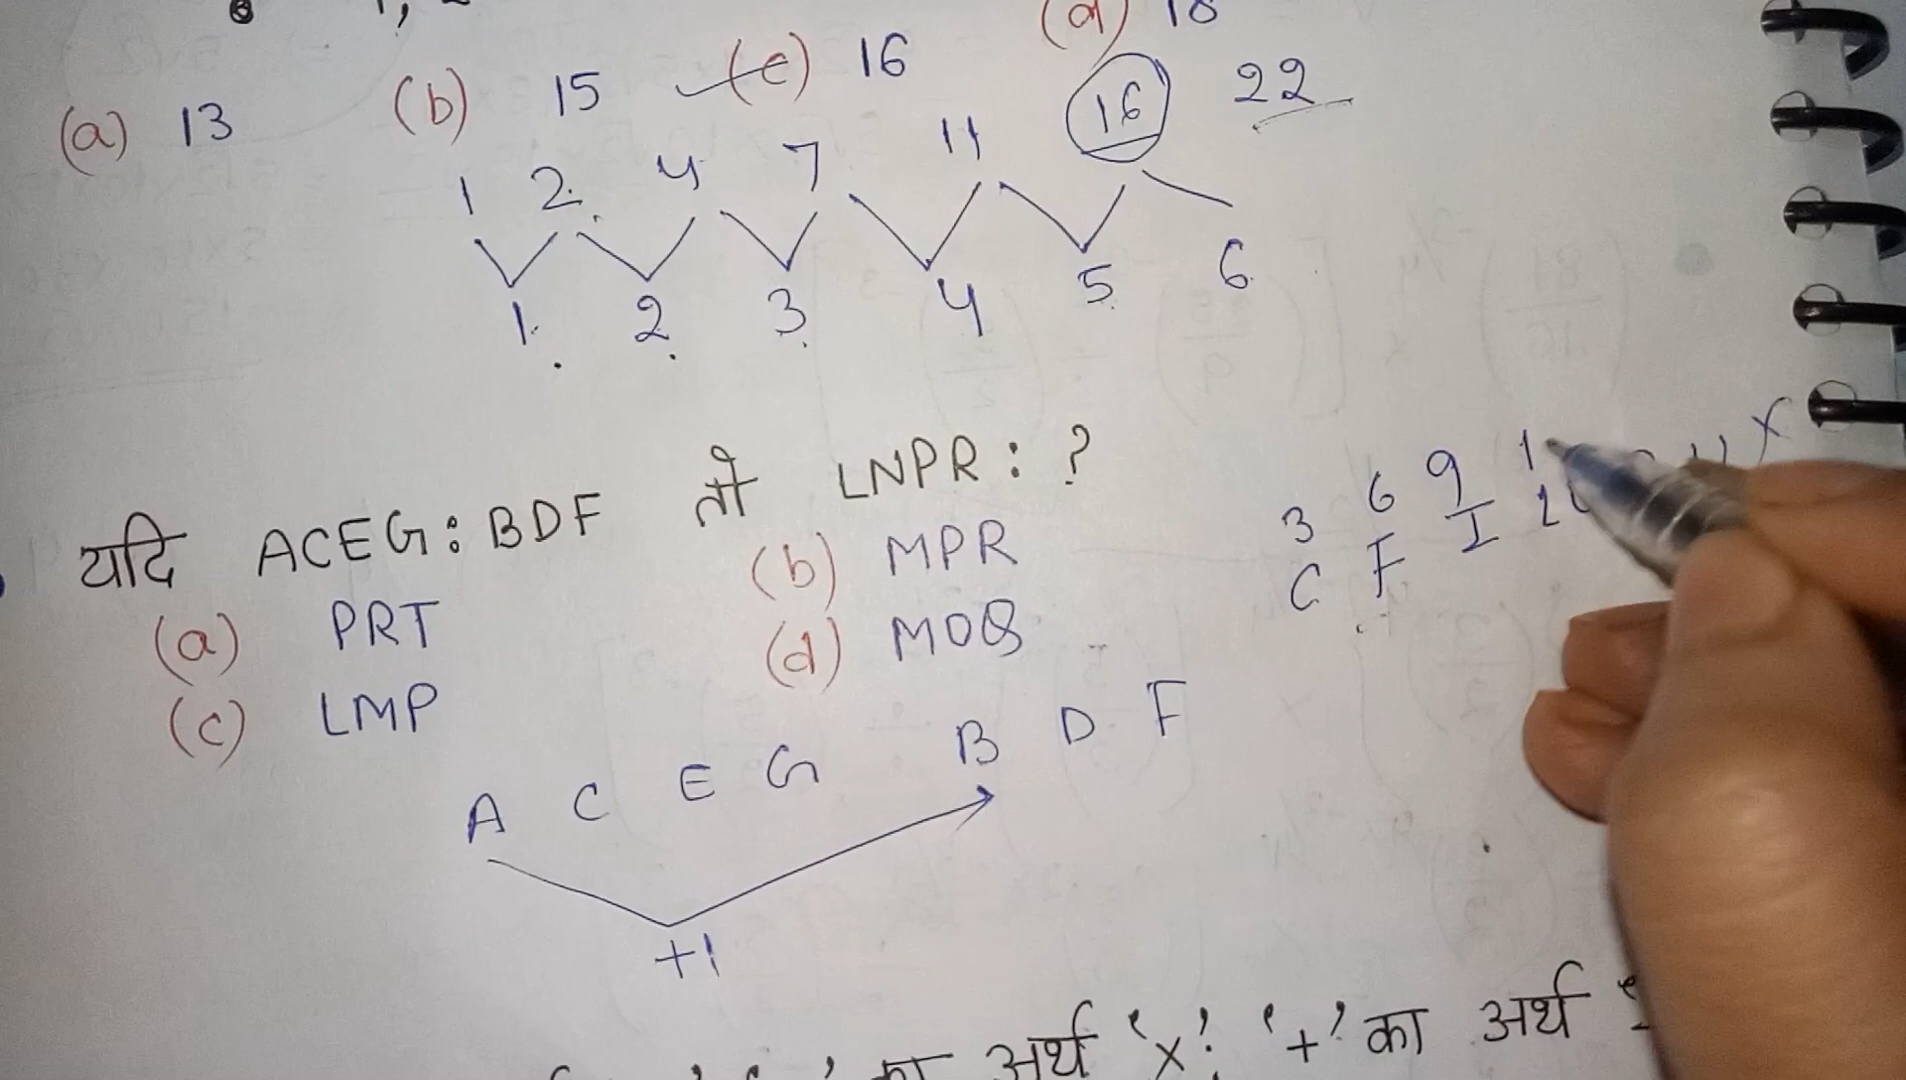 (d) 18
(a) 13 (b) 15 (c) 16
1 2 4 7 11 16 22
1 2 3 4 5 6
यदि ACEG : BDF तो LNPR : ?
(a) PRT (b) MPR
(c) LMP (d) MOQ
3 6 9 1
C F I
X
A C E G B D F
+1
का अर्थ 'x', '+' का अर्थ